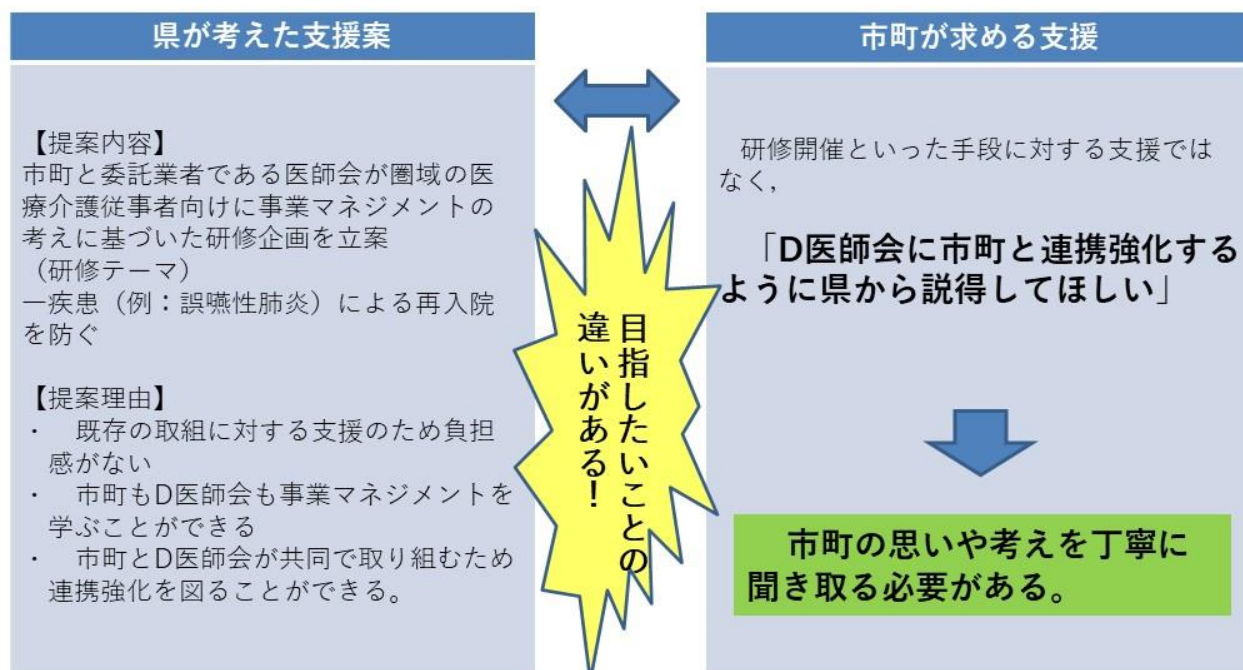 県が考えた支援案
【提案内容】
市町と委託業者である医師会が圏域の医
療介護従事者向けに事業マネジメントの
考えに基づいた研修企画を立案
（研修テーマ）
一疾患（例：誤嚥性肺炎）による再入院
を防ぐ
【提案理由】
・　既存の取組に対する支援のため負担
感がない
・　市町もD医師会も事業マネジメントを
学ぶことができる
・　市町とD医師会が共同で取り組むため
連携強化を図ることができる。
目指したいことの
違いがある！
市町が求める支援
研修開催といった手段に対する支援では
なく，
「D医師会に市町と連携強化する
ように県から説得してほしい」
市町の思いや考えを丁寧に
聞き取る必要がある。